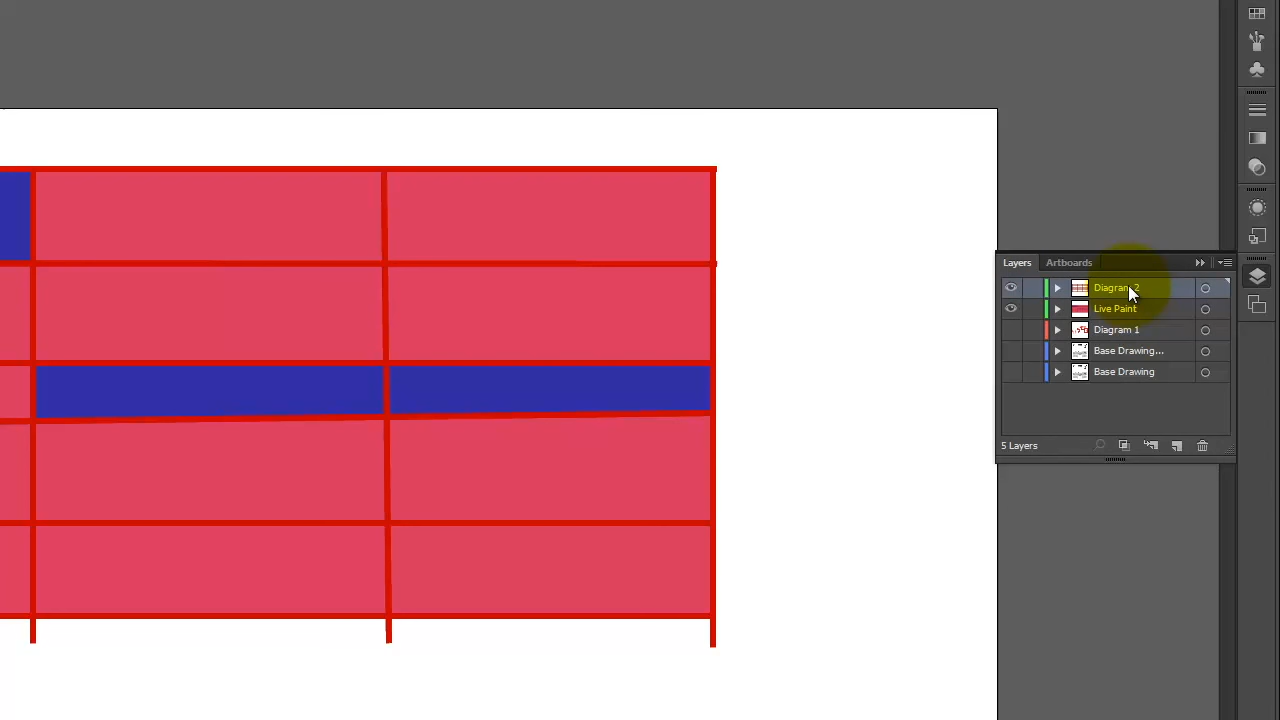 Layers Artboards
Diagram 2
Live Paint
Diagram 1
Base Drawing...
Base Drawing
5 Layers